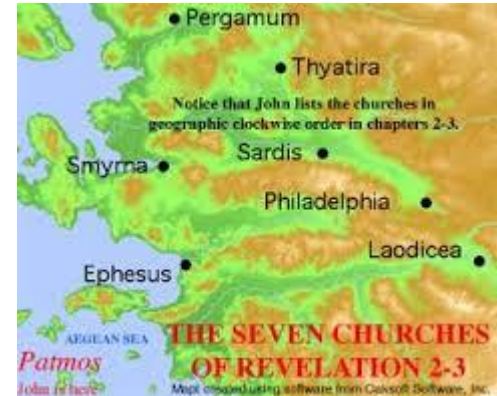 Pergamum
Thyatira
Notice that John lists the churches in
geographic clockwise order in chapters 2-3.
Sardis
Smyrna
Philadelphia
Laodicea
Ephesus
AEGEAN SEA
THE SEVEN CHURCHES
OF REVELATION 2-3
Patmos
John is here
Map created using software from Oaksoft Software, Inc.